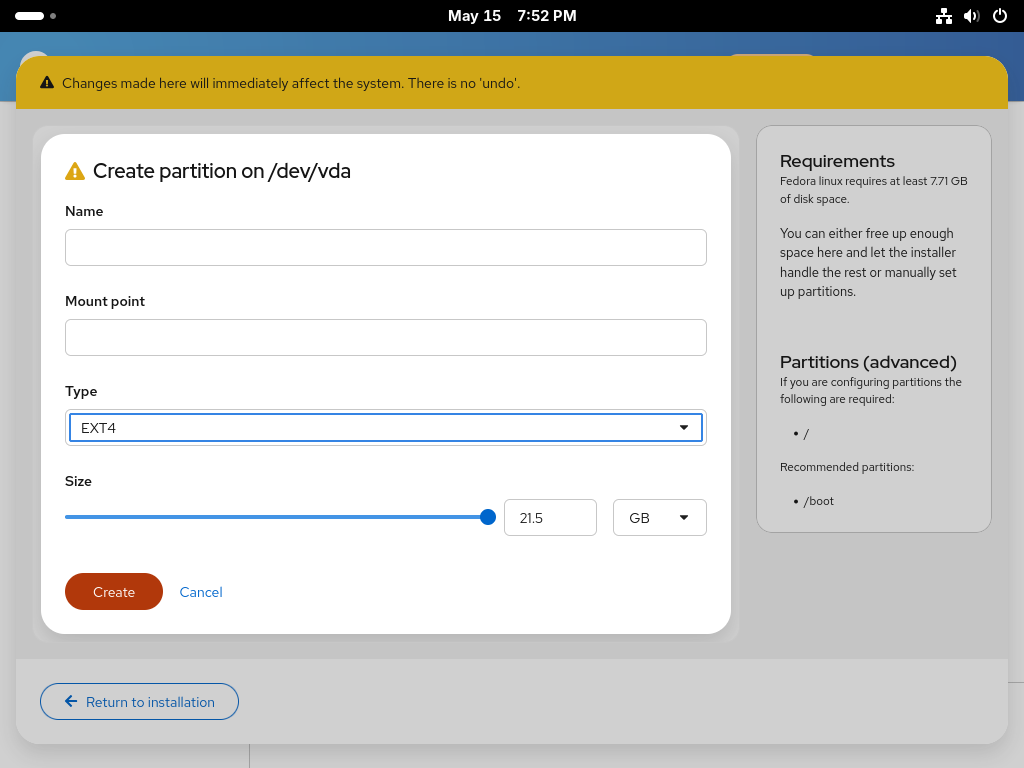 May 15 7:52 PM
Changes made here will immediately affect the system. There is no 'undo'.
Create partition on /dev/vda
Name
Mount point
Type
EXT4
Size
21.5
GB
Create
Cancel
Requirements
Fedora linux requires at least 7.71 GB
of disk space.
You can either free up enough
space here and let the installer
handle the rest or manually set
up partitions.
Partitions (advanced)
If you are configuring partitions the
following are required:
• /
Recommended partitions:
• /boot
Return to installation